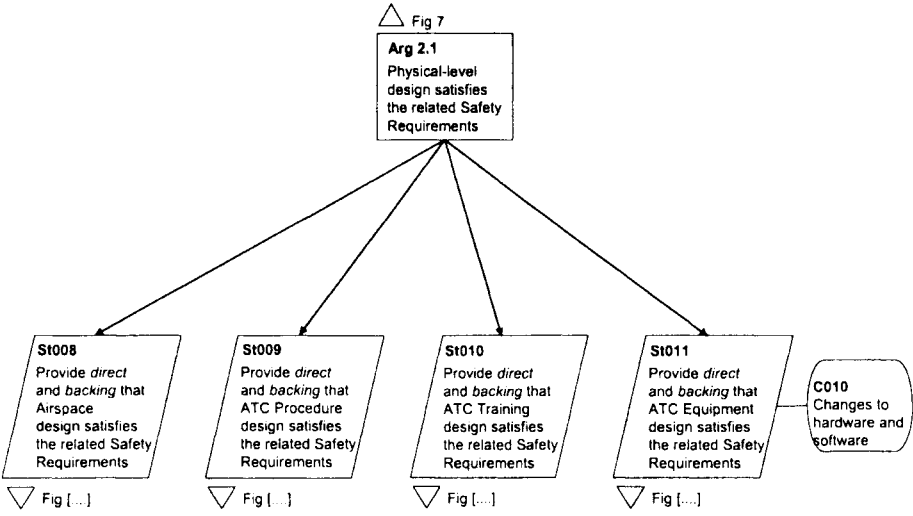 Fig 7
Arg 2.1
Physical-level
design satisfies
the related Safety
Requirements
St008
Provide direct
and backing that
Airspace
design satisfies
the related Safety
Requirements
Fig [....]
St009
Provide direct
and backing that
ATC Procedure
design satisfies
the related Safety
Requirements
Fig [....}
St010
Provide direct
and backing that
ATC Training
design satisfies
the related Safety
Requirements
Fig [....]
St011
Provide direct
and backing that
ATC Equipment
design satisfies
the related Safety
Requirements
Fig [....]
C010
Changes to
hardware and
software